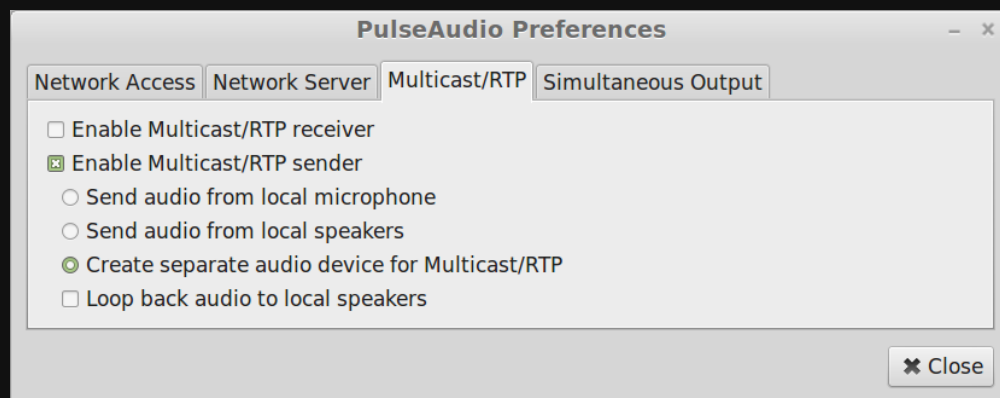 PulseAudio Preferences
Network Access Network Server Multicast/RTP Simultaneous Output
Enable Multicast/RTP receiver
Enable Multicast/RTP sender
Send audio from local microphone
Send audio from local speakers
Create separate audio device for Multicast/RTP
Loop back audio to local speakers
Close